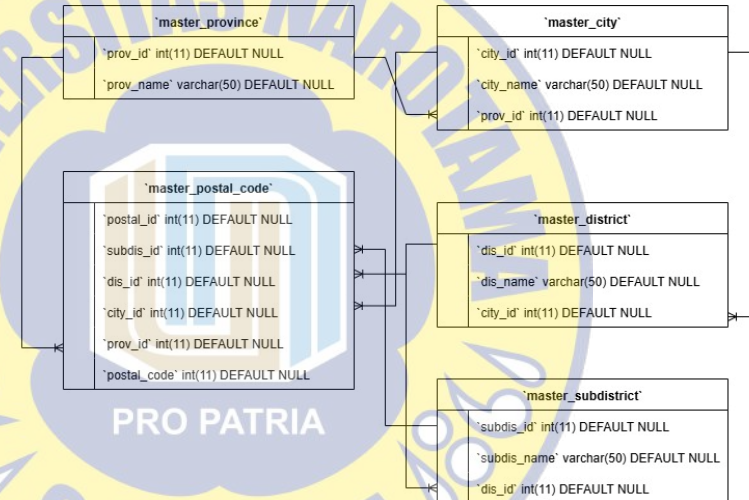 `master_province`
`prov_id` int(11) DEFAULT NULL
`prov_name` varchar(50) DEFAULT NULL
`master_city`
`city_id` int(11) DEFAULT NULL
`city_name` varchar(50) DEFAULT NULL
`prov_id` int(11) DEFAULT NULL
`master_postal_code`
`postal_id` int(11) DEFAULT NULL
`subdis_id` int(11) DEFAULT NULL
`dis_id` int(11) DEFAULT NULL
`city_id` int(11) DEFAULT NULL
`prov_id` int(11) DEFAULT NULL
`postal_code` int(11) DEFAULT NULL
`master_district`
`dis_id` int(11) DEFAULT NULL
`dis_name` varchar(50) DEFAULT NULL
`city_id` int(11) DEFAULT NULL
`master_subdistrict`
`subdis_id` int(11) DEFAULT NULL
`subdis_name` varchar(50) DEFAULT NULL
`dis_id` int(11) DEFAULT NULL
PRO PATRIA
NAROTAMA